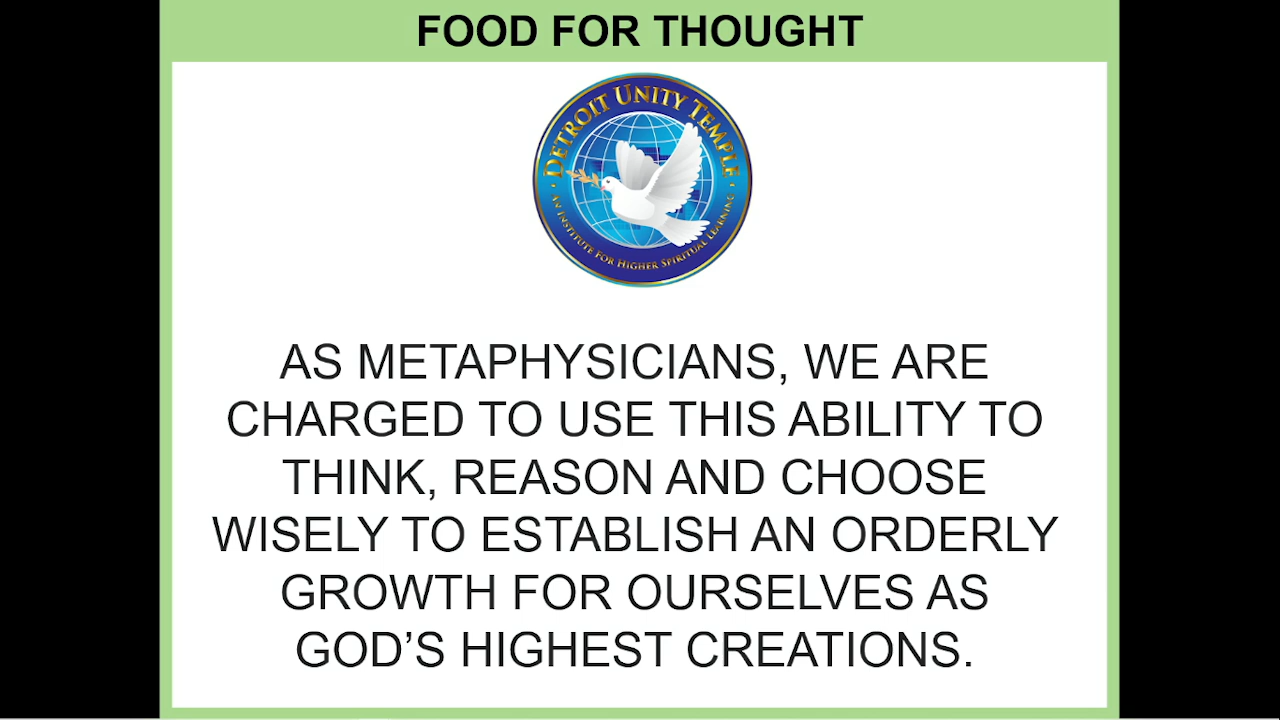 FOOD FOR THOUGHT
DETROIT UNITY TEMPLE
AN INSTITUTE FOR HIGHER SPIRITUAL LEARNING
AS METAPHYSICIANS, WE ARE
CHARGED TO USE THIS ABILITY TO
THINK, REASON AND CHOOSE
WISELY TO ESTABLISH AN ORDERLY
GROWTH FOR OURSELVES AS
GOD’S HIGHEST CREATIONS.